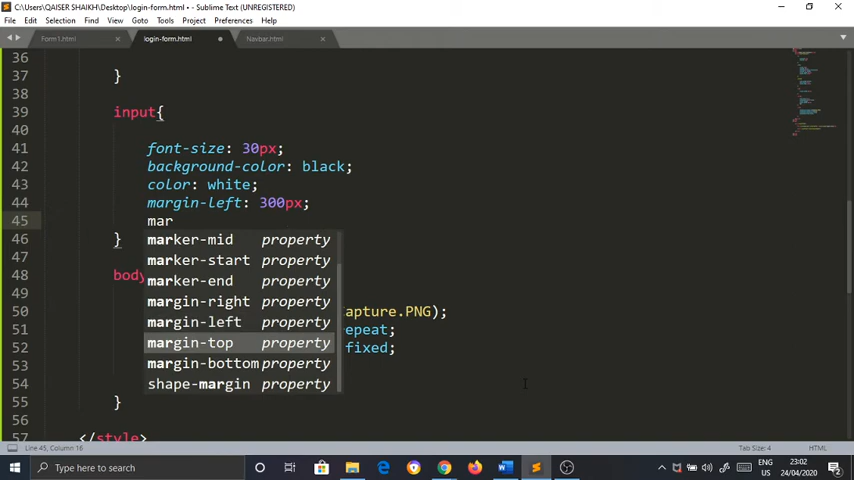 C:\Users\QAISER SHAIKH\Desktop\login-form.html • - Sublime Text (UNREGISTERED)
File Edit Selection Find View Goto Tools Project Preferences Help
Form1.html login-form.html Navbar.html
36
37 }
38
39 input{
40
41 font-size: 30px;
42 background-color: black;
43 color: white;
44 margin-left: 300px;
45 mar
46 } marker-mid property
47 marker-start property
48 body marker-end property
49 margin-right property
50 margin-left property apture.PNG);
51 margin-top property epeat;
52 margin-bottom property fixed;
53
54 shape-margin property
55 }
56
57 </style>
Line 45, Column 16 Tab Size: 4 HTML
Type here to search ENG US 23:02 24/04/2020 2